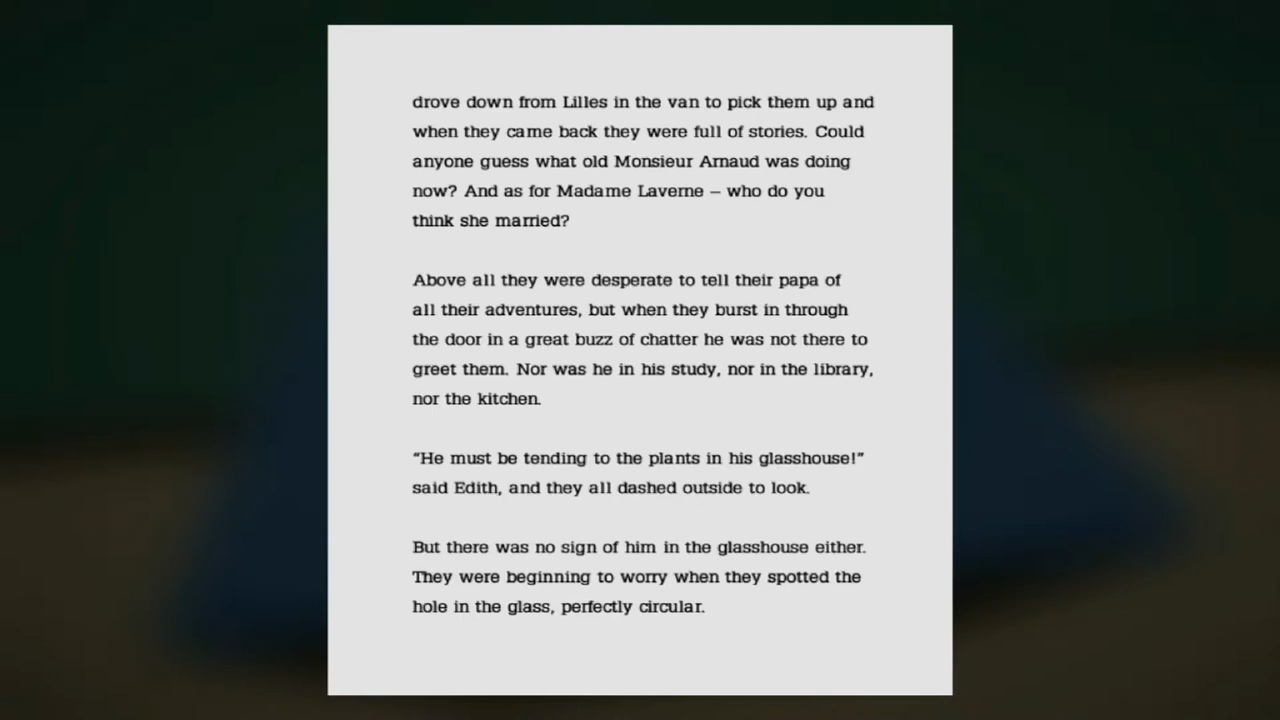 drove down from Lilles in the van to pick them up and
when they came back they were full of stories. Could
anyone guess what old Monsieur Arnaud was doing
now? And as for Madame Laverne – who do you
think she married?
Above all they were desperate to tell their papa of
all their adventures, but when they burst in through
the door in a great buzz of chatter he was not there to
greet them. Nor was he in his study, nor in the library,
nor the kitchen.
“He must be tending to the plants in his glasshouse!”
said Edith, and they all dashed outside to look.
But there was no sign of him in the glasshouse either.
They were beginning to worry when they spotted the
hole in the glass, perfectly circular.